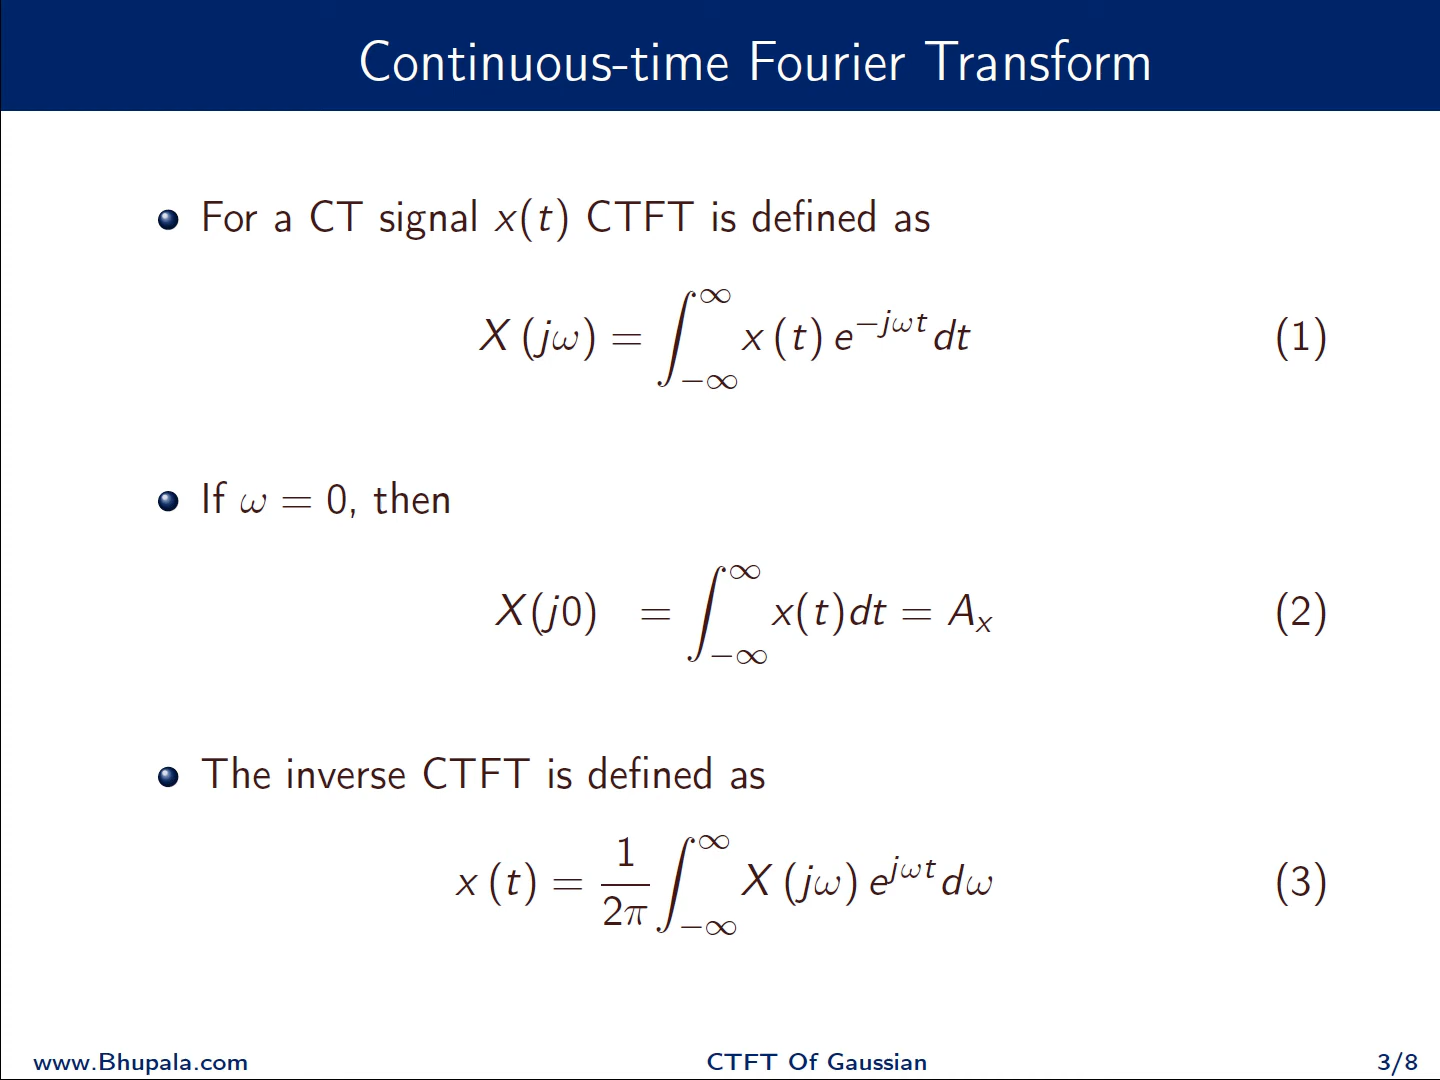 Continuous-time Fourier Transform
For a CT signal x(t) CTFT is defined as
X (jω) = ∫_{−∞}^{∞} x (t) e^{−jωt} dt (1)
If ω = 0, then
X(j0) = ∫_{−∞}^{∞} x(t)dt = A_x (2)
The inverse CTFT is defined as
x (t) = \frac{1}{2π} ∫_{−∞}^{∞} X (jω) e^{jωt} dω (3)
www.Bhupala.com CTFT Of Gaussian 3/8